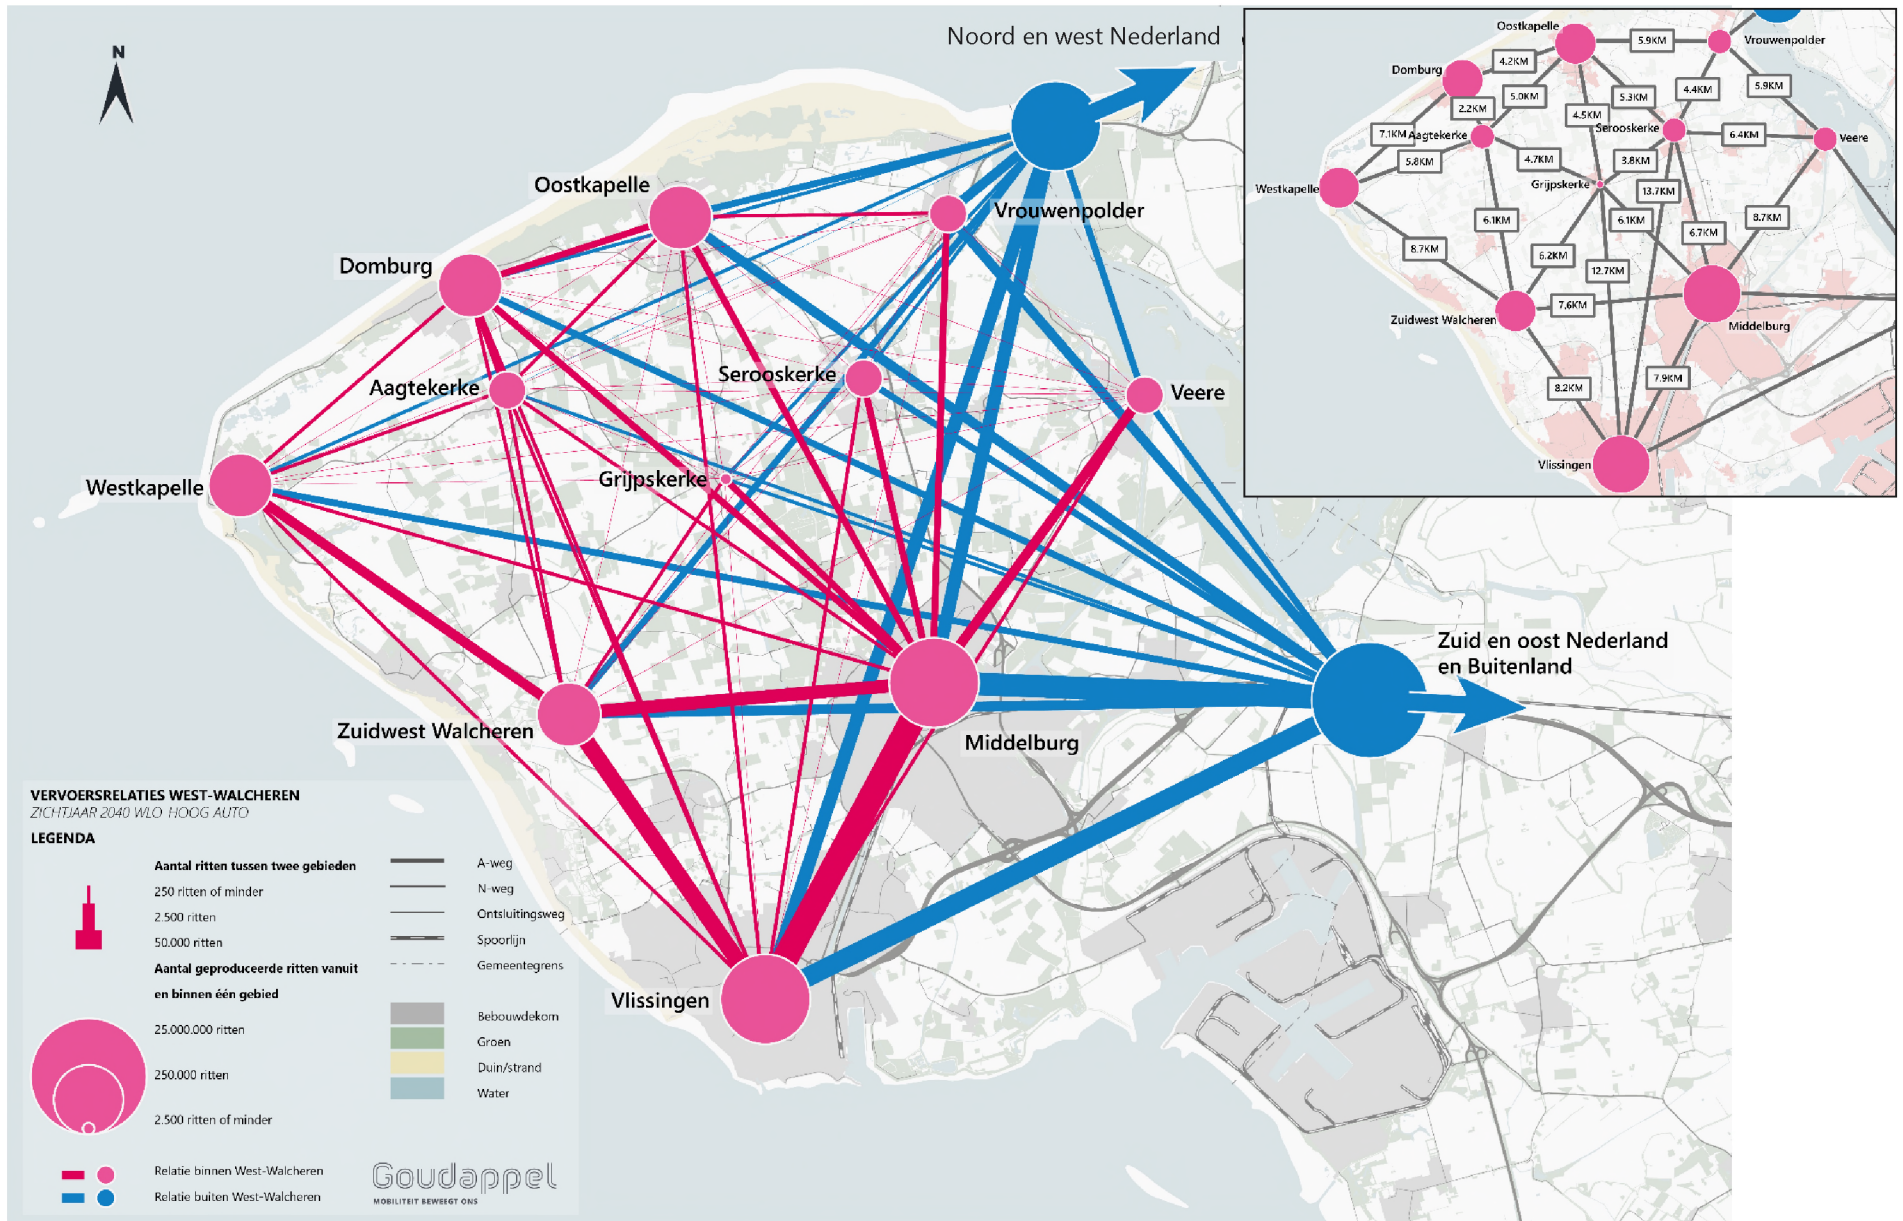 N
Noord en west Nederland
Oostkapelle
Vrouwenpolder
Domburg
Serooskerke
Aagtekerke
Veere
Grijpskerke
Westkapelle
Zuid en oost Nederland
en Buitenland
Zuidwest Walcheren
Middelburg
Vlissingen
Oostkapelle
5.9KM
Vrouwenpolder
4.2KM
Domburg
5.0KM
5.3KM
4.4KM
5.9KM
2.2KM
4.5KM
7.1KM
Aagtekerke
Serooskerke
6.4KM
Veere
5.8KM
4.7KM
3.8KM
Westkapelle
Grijpskerke
13.7KM
6.1KM
6.1KM
8.7KM
6.7KM
8.7KM
6.2KM
12.7KM
7.6KM
Zuidwest Walcheren
Middelburg
7.9KM
8.2KM
Vlissingen
VERVOERSRELATIES WEST-WALCHEREN
ZICHTJAAR 2040 WLO HOOG AUTO
LEGENDA
Aantal ritten tussen twee gebieden
250 ritten of minder
2.500 ritten
50.000 ritten
Aantal geproduceerde ritten vanuit
en binnen één gebied
25.000.000 ritten
250.000 ritten
2.500 ritten of minder
Relatie binnen West-Walcheren
Relatie buiten West-Walcheren
A-weg
N-weg
Ontsluitingsweg
Spoorlijn
Gemeentegrens
Bebouwdekom
Groen
Duin/strand
Water
Goudappel
MOBILITEIT BEWEEGT ONS